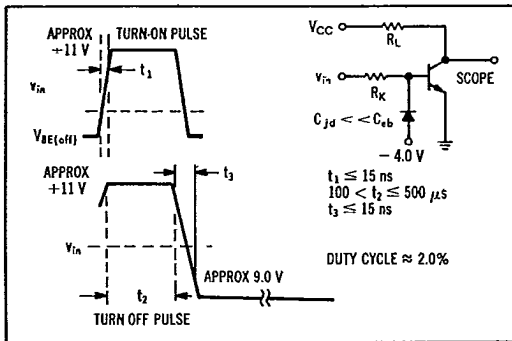 APPROX
+11 V
TURN-ON PULSE
t1
vin
VBE(off)
APPROX
+11 V
t3
vin
APPROX 9.0 V
t2
TURN OFF PULSE
VCC
RL
SCOPE
vin
RK
Cjd < < Ceb
− 4.0 V
t1 ≤ 15 ns
100 < t2 ≤ 500 μs
t3 ≤ 15 ns
DUTY CYCLE ≈ 2.0%